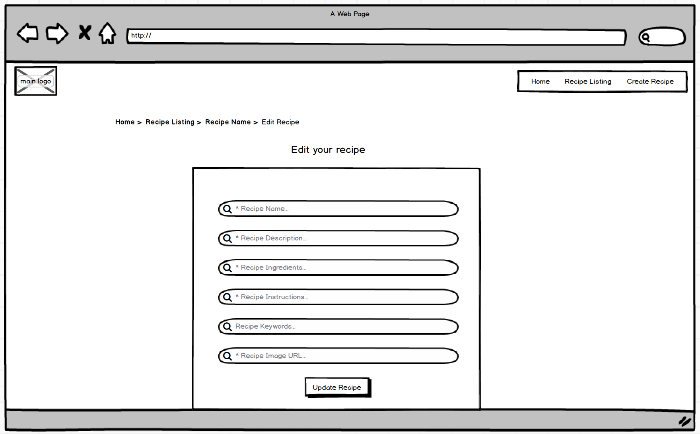 A Web Page
http://
main logo
Home Recipe Listing Create Recipe
Home > Recipe Listing > Recipe Name > Edit Recipe
Edit your recipe
* Recipe Name..
* Recipe Description..
* Recipe Ingredients..
* Recipe Instructions..
Recipe Keywords..
* Recipe Image URL..
Update Recipe